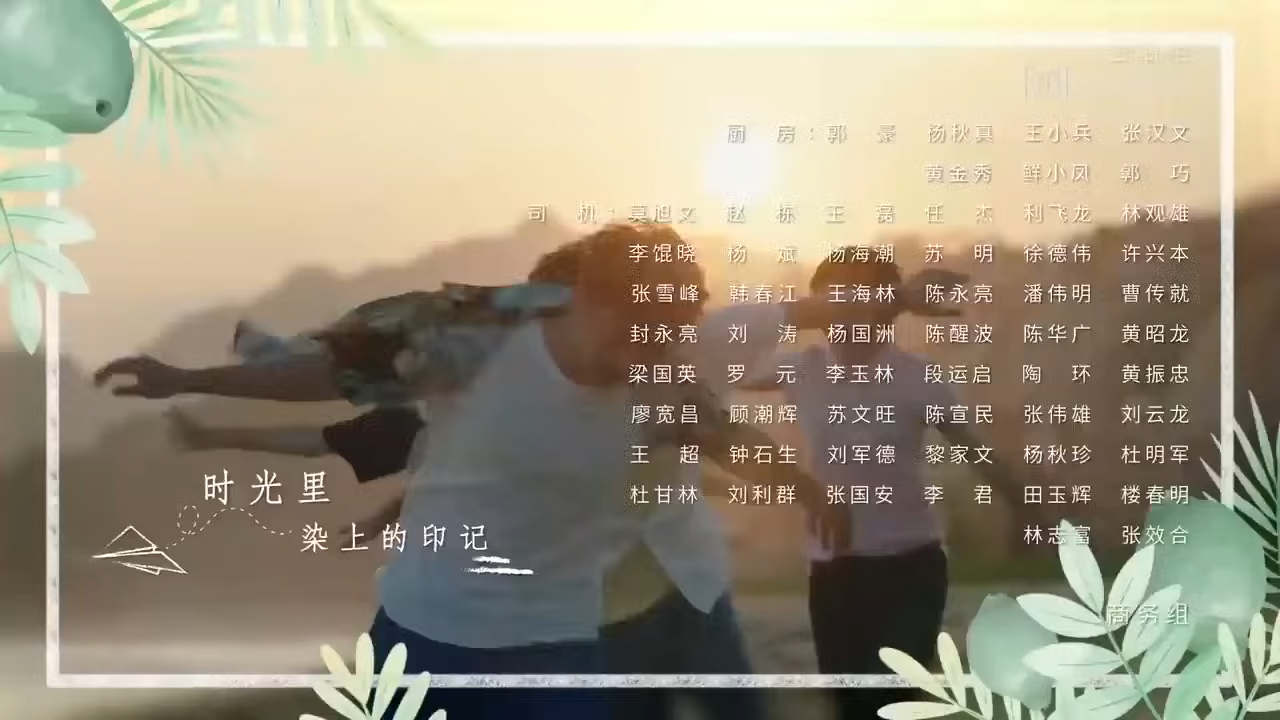 厨　房：郭　豪　杨秋真　王小兵　张汉文
黄金秀　鲜小凤　郭　巧
司　机：莫旭文　赵　栋　王　磊　任　杰　利飞龙　林观雄
李馄晓　杨　斌　杨海潮　苏　明　徐德伟　许兴本
张雪峰　韩春江　王海林　陈永亮　潘伟明　曹传就
封永亮　刘　涛　杨国洲　陈醒波　陈华广　黄昭龙
梁国英　罗　元　李玉林　段运启　陶　环　黄振忠
廖宽昌　顾潮辉　苏文旺　陈宣民　张伟雄　刘云龙
王　超　钟石生　刘军德　黎家文　杨秋珍　杜明军
杜甘林　刘利群　张国安　李　君　田玉辉　楼春明
林志富　张效合
商务组
时光里
染上的印记